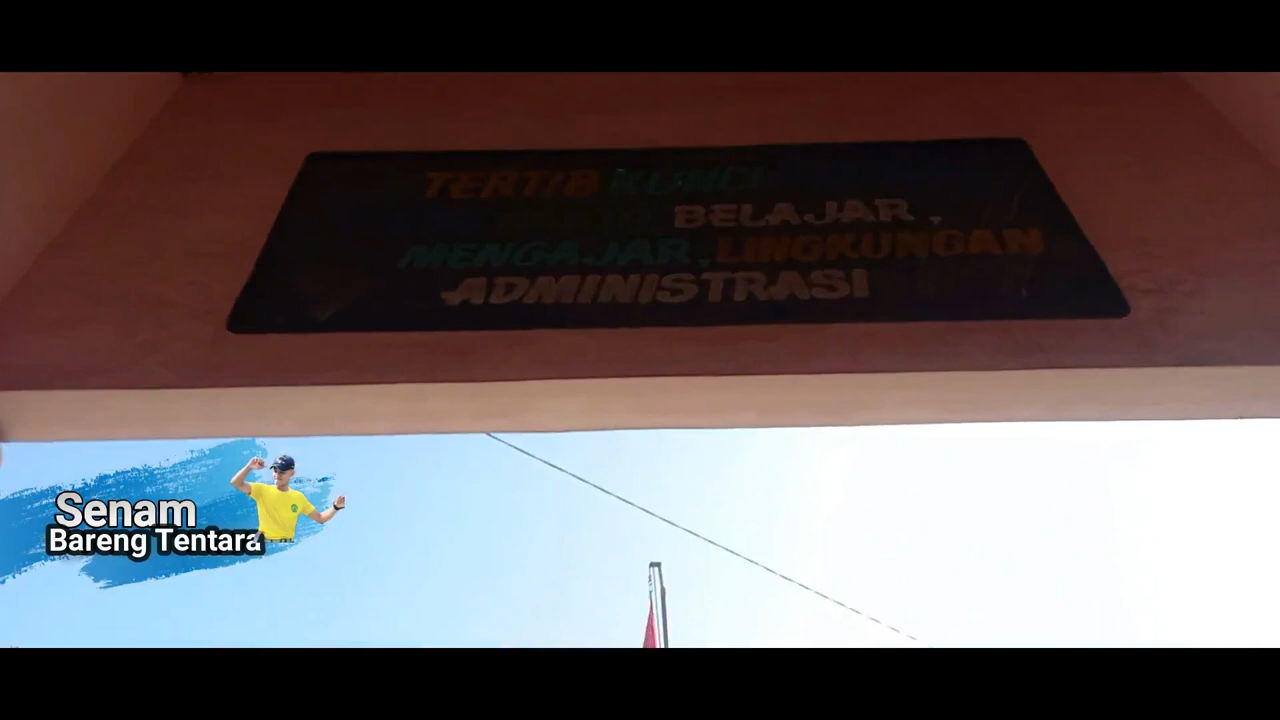 TERTIB KUNCI
BELAJAR ,
MENGAJAR, LINGKUNGAN
ADMINISTRASI
Senam
Bareng Tentara